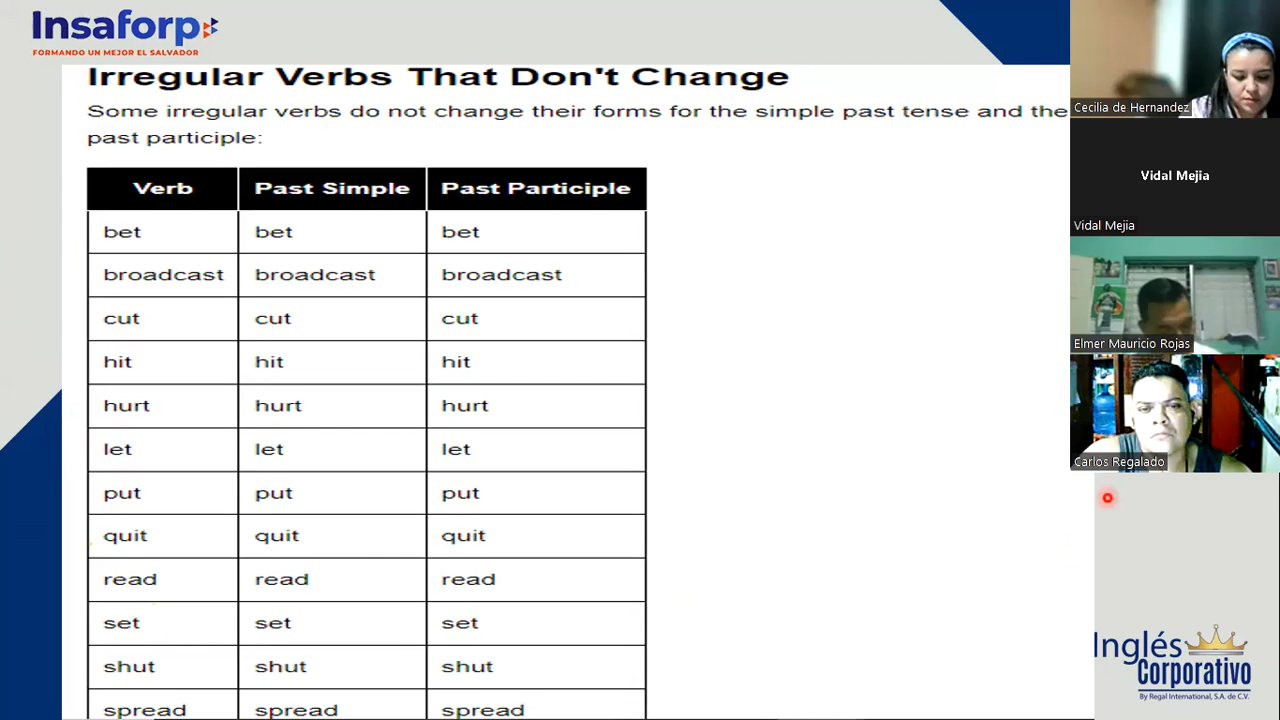 Insaforp
FORMANDO UN MEJOR EL SALVADOR
Irregular Verbs That Don't Change
Some irregular verbs do not change their forms for the simple past tense and the
past participle:
Verb Past Simple Past Participle
bet bet bet
broadcast broadcast broadcast
cut cut cut
hit hit hit
hurt hurt hurt
let let let
put put put
quit quit quit
read read read
set set set
shut shut shut
spread spread spread
Cecilia de Hernandez
Vidal Mejia
Vidal Mejia
Elmer Mauricio Rojas
Carlos Regalado
Inglés
Corporativo
By Regal International, S.A. de C.V.